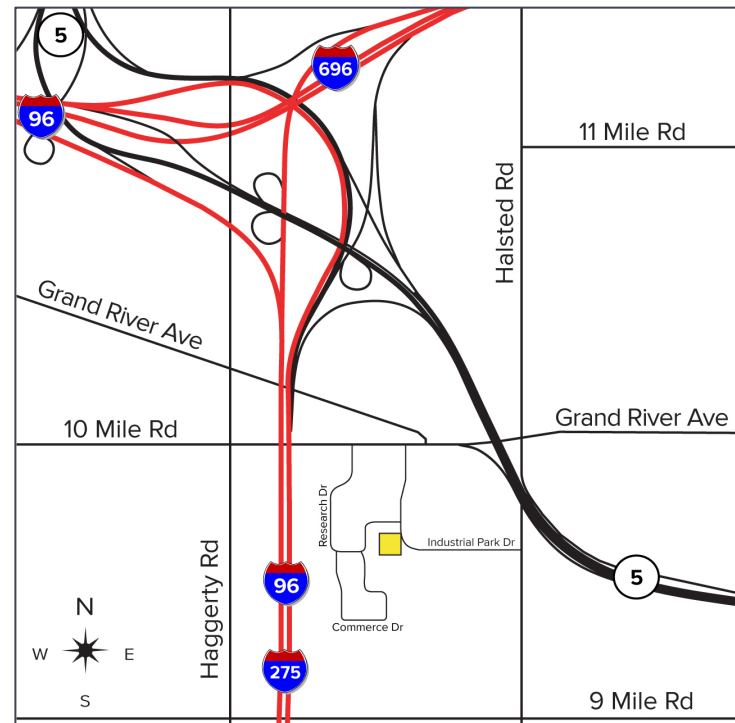 5
696
96
11 Mile Rd
Halsted Rd
Grand River Ave
Grand River Ave
10 Mile Rd
Research Dr
Industrial Park Dr
Haggerty Rd
96
5
N
W E
S
Commerce Dr
275
9 Mile Rd